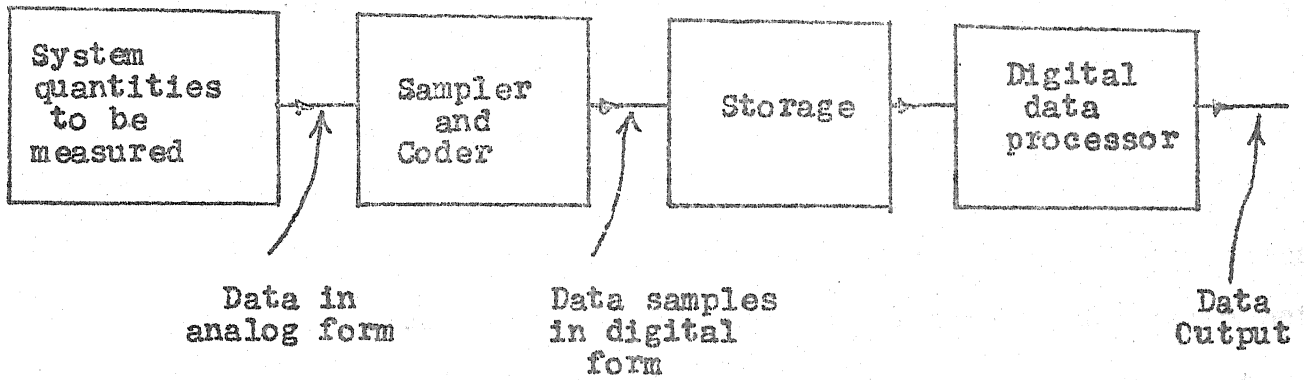 System
quantities
to be
measured
Sampler
and
Coder
Storage
Digital
data
processor
Data in
analog form
Data samples
in digital
form
Data
Cutput